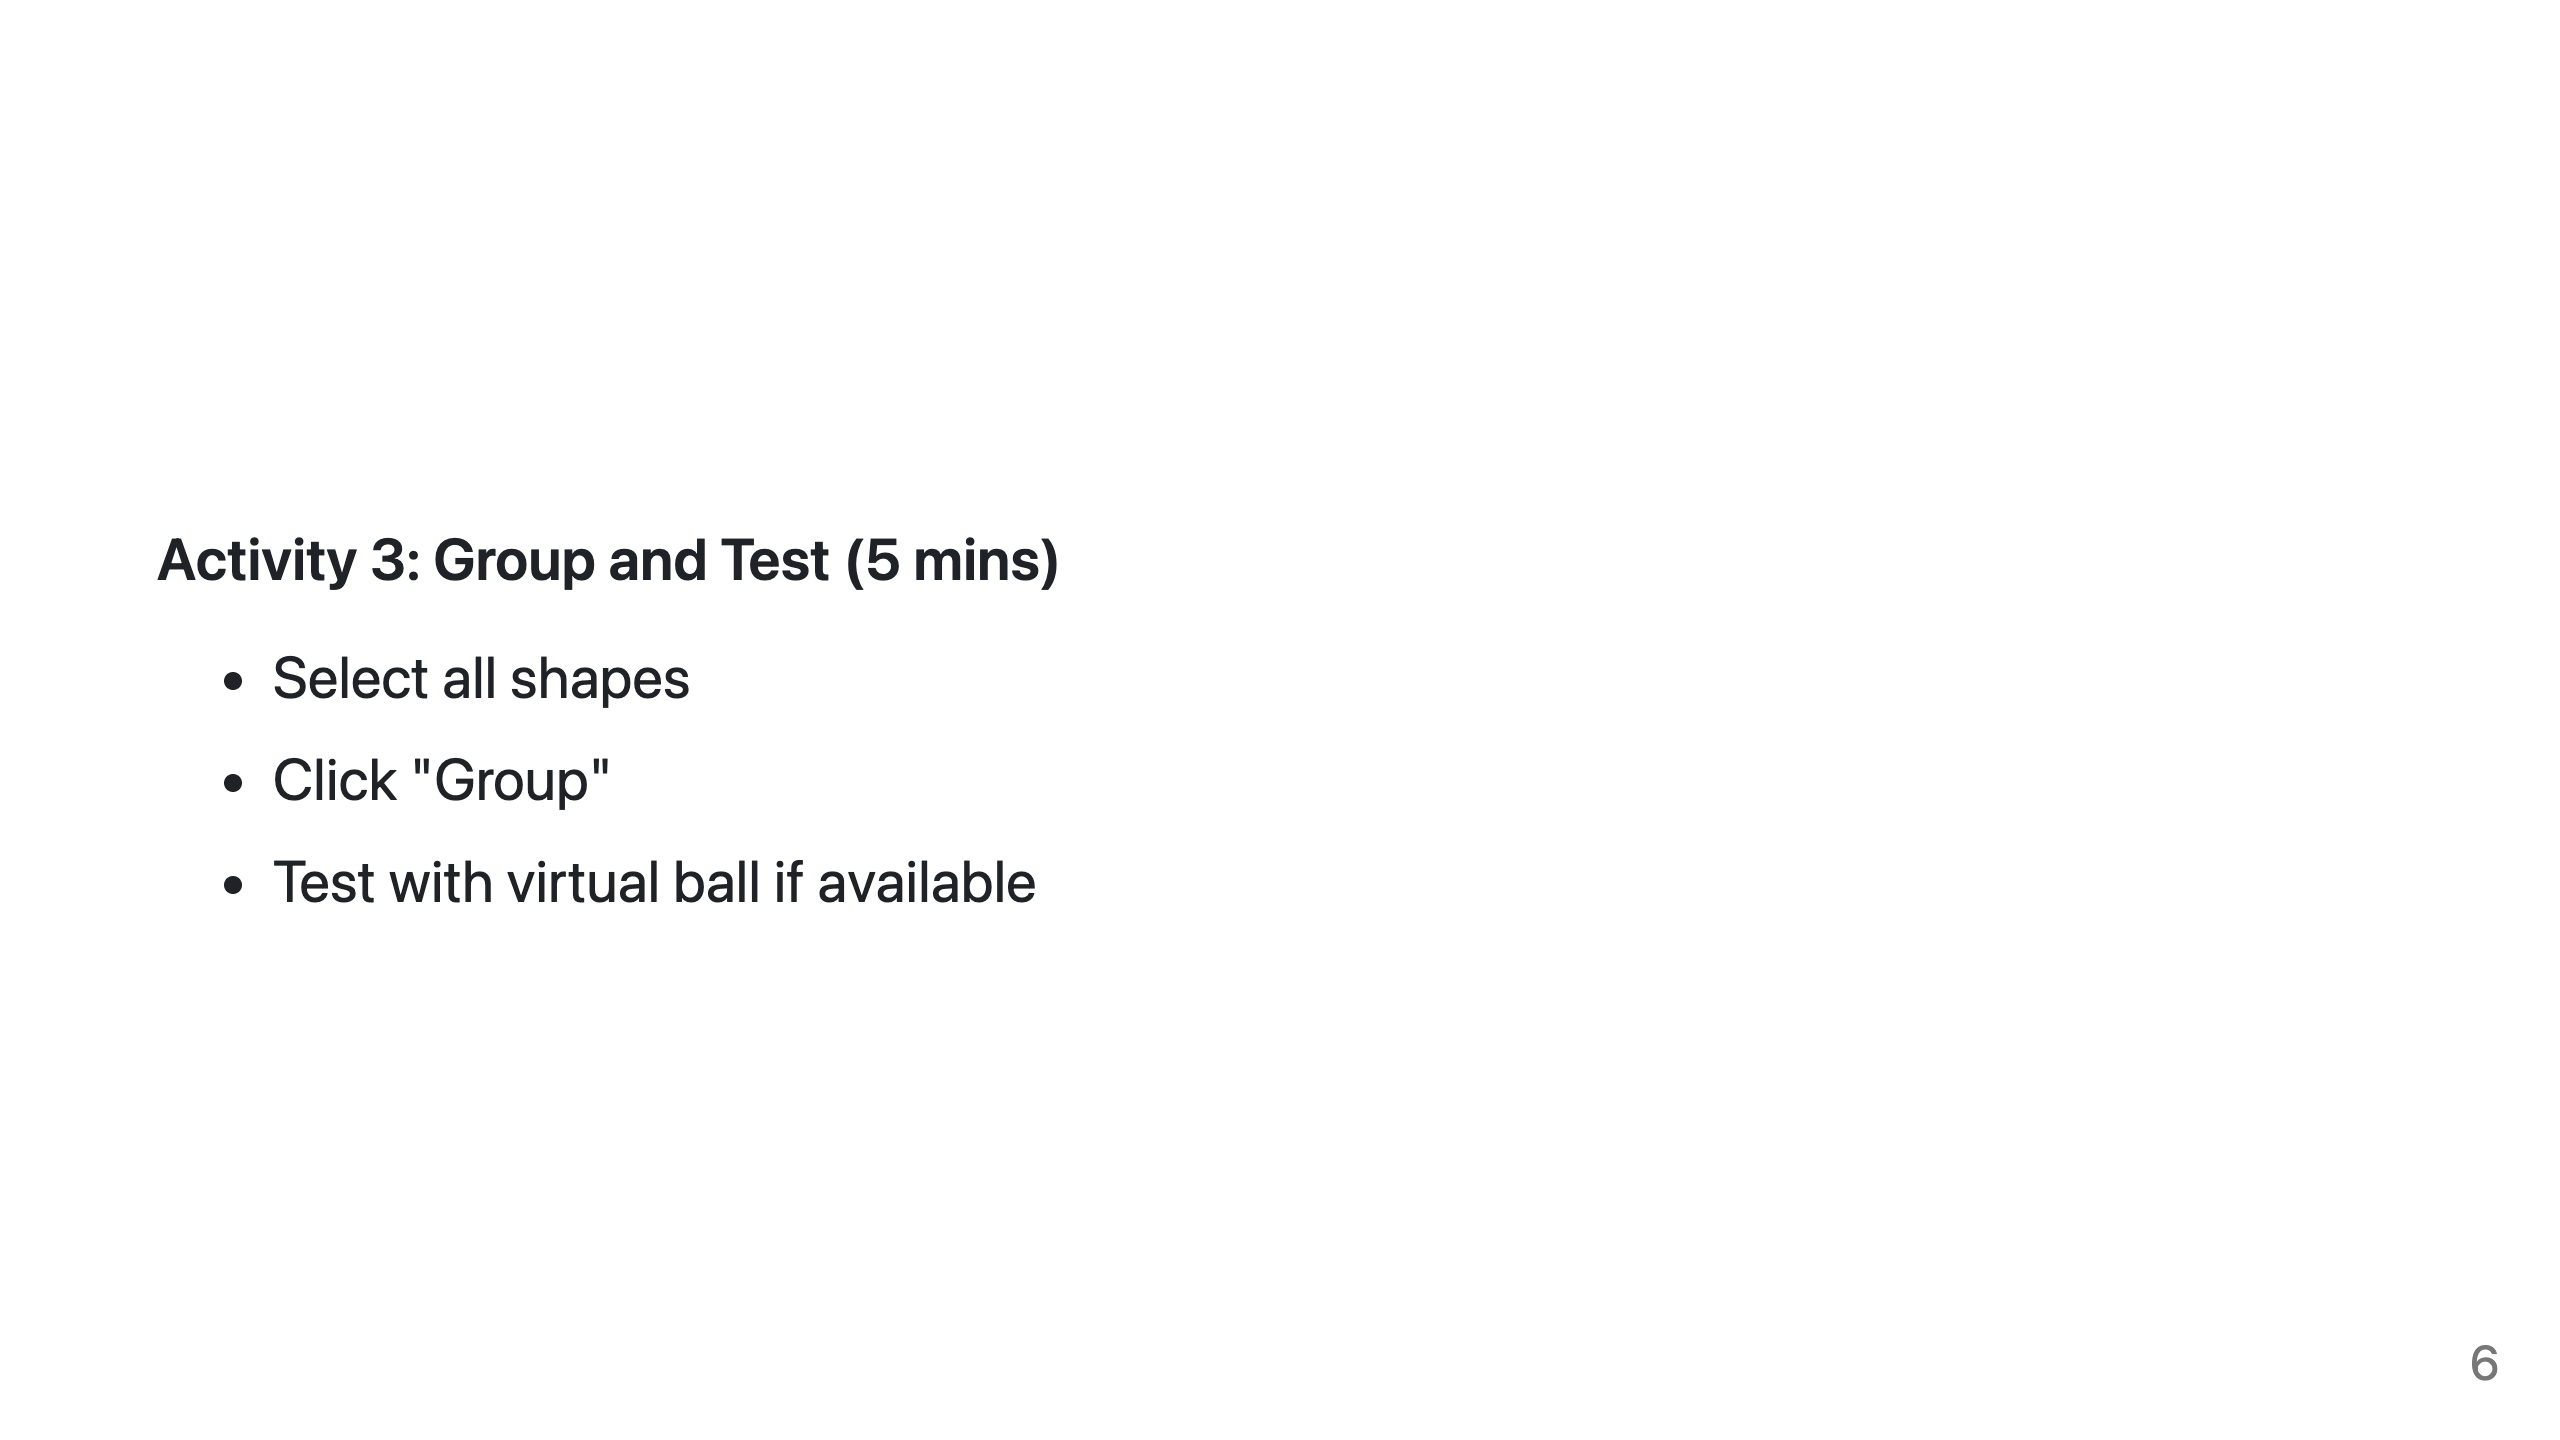 Activity 3: Group and Test (5 mins)
• Select all shapes
• Click "Group"
• Test with virtual ball if available
6